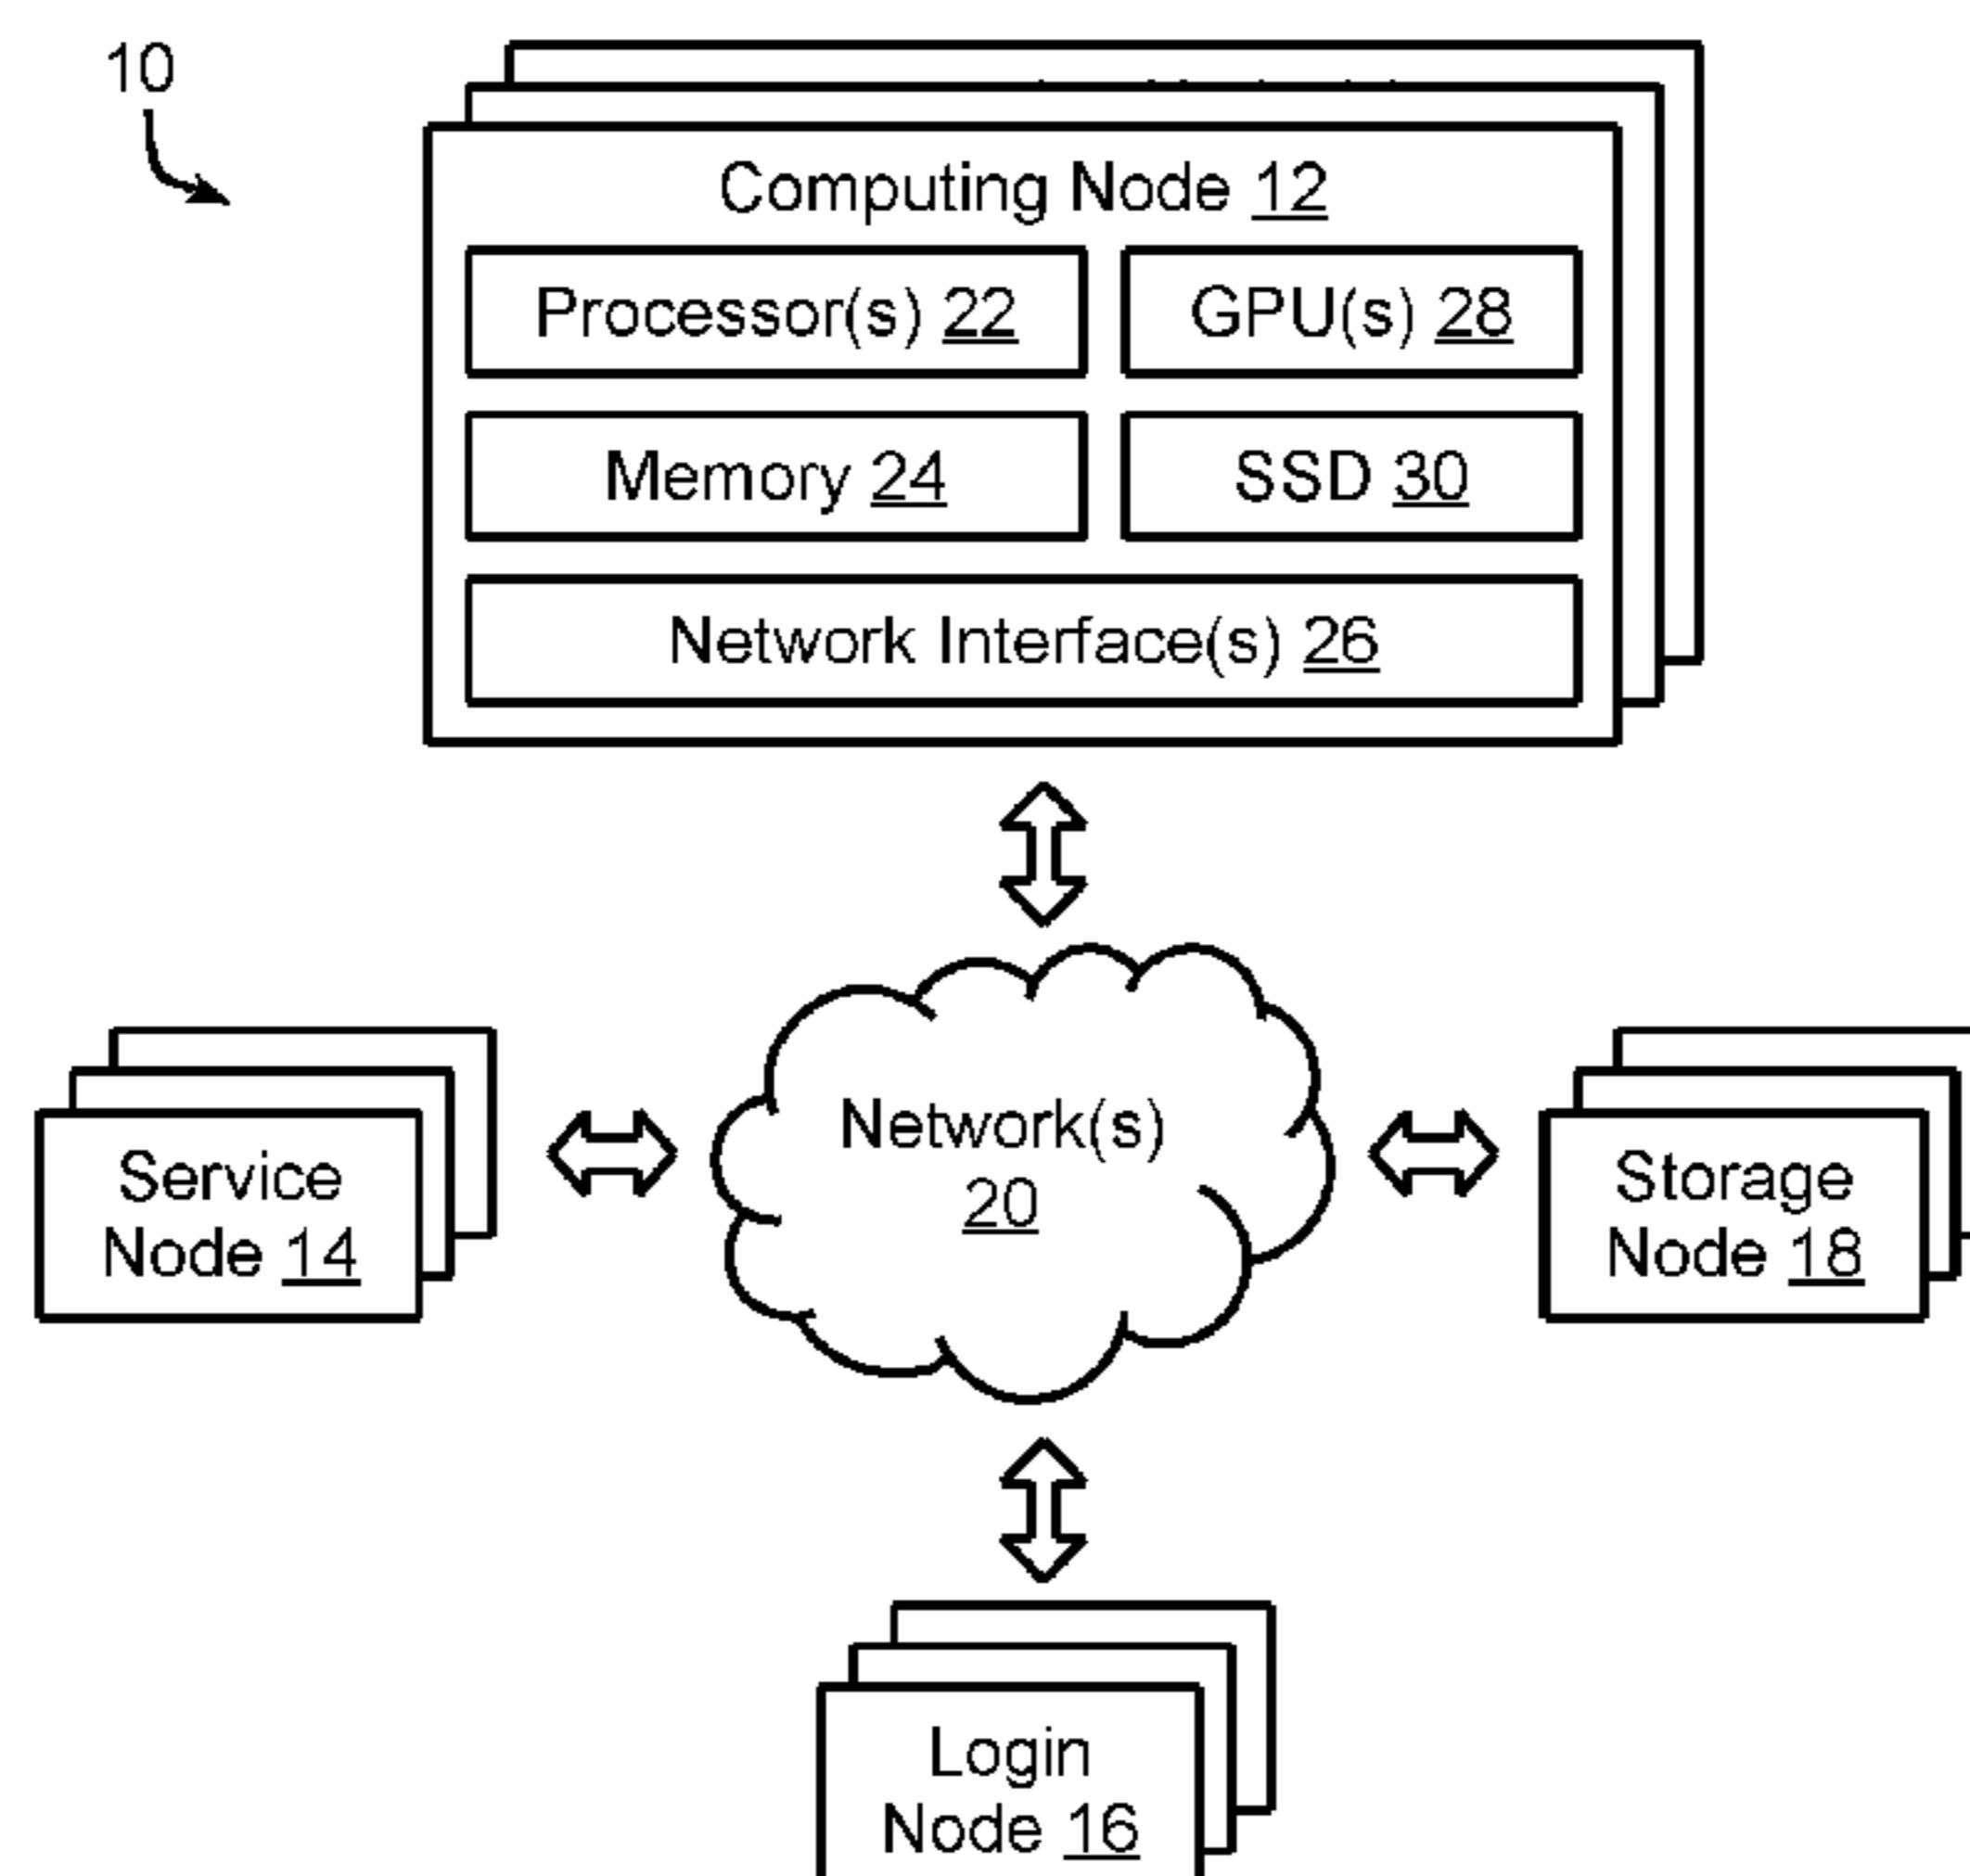 10
Computing Node 12
Processor(s) 22
GPU(s) 28
Memory 24
SSD 30
Network Interface(s) 26
Network(s)
20
Service
Node 14
Storage
Node 18
Login
Node 16